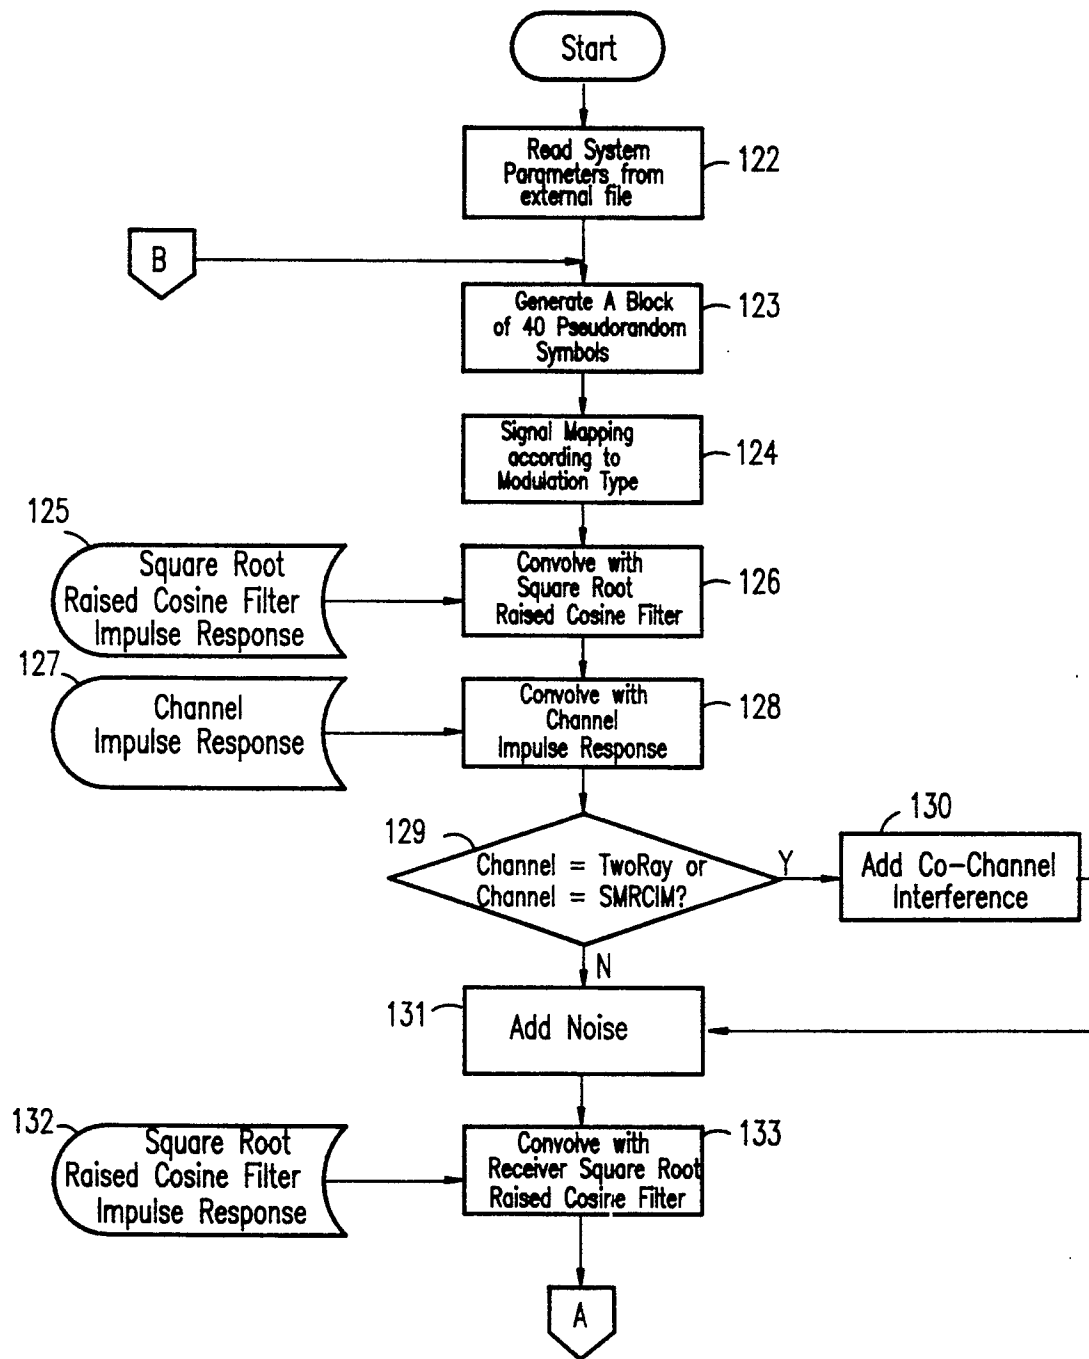 Start
Read System
Parameters from
external file
122
B
Generate A Block
of 40 Pseudorandom
Symbols
123
Signal Mapping
according to
Modulation Type
124
125
Square Root
Raised Cosine Filter
Impulse Response
Convolve with
Square Root
Raised Cosine Filter
126
127
Channel
Impulse Response
Convolve with
Channel
Impulse Response
128
129
Channel = TwoRay or
Channel = SMRCIM?
Y
130
Add Co-Channel
Interference
N
131
Add Noise
132
Square Root
Raised Cosine Filter
Impulse Response
Convolve with
Receiver Square Root
Raised Cosine Filter
133
A